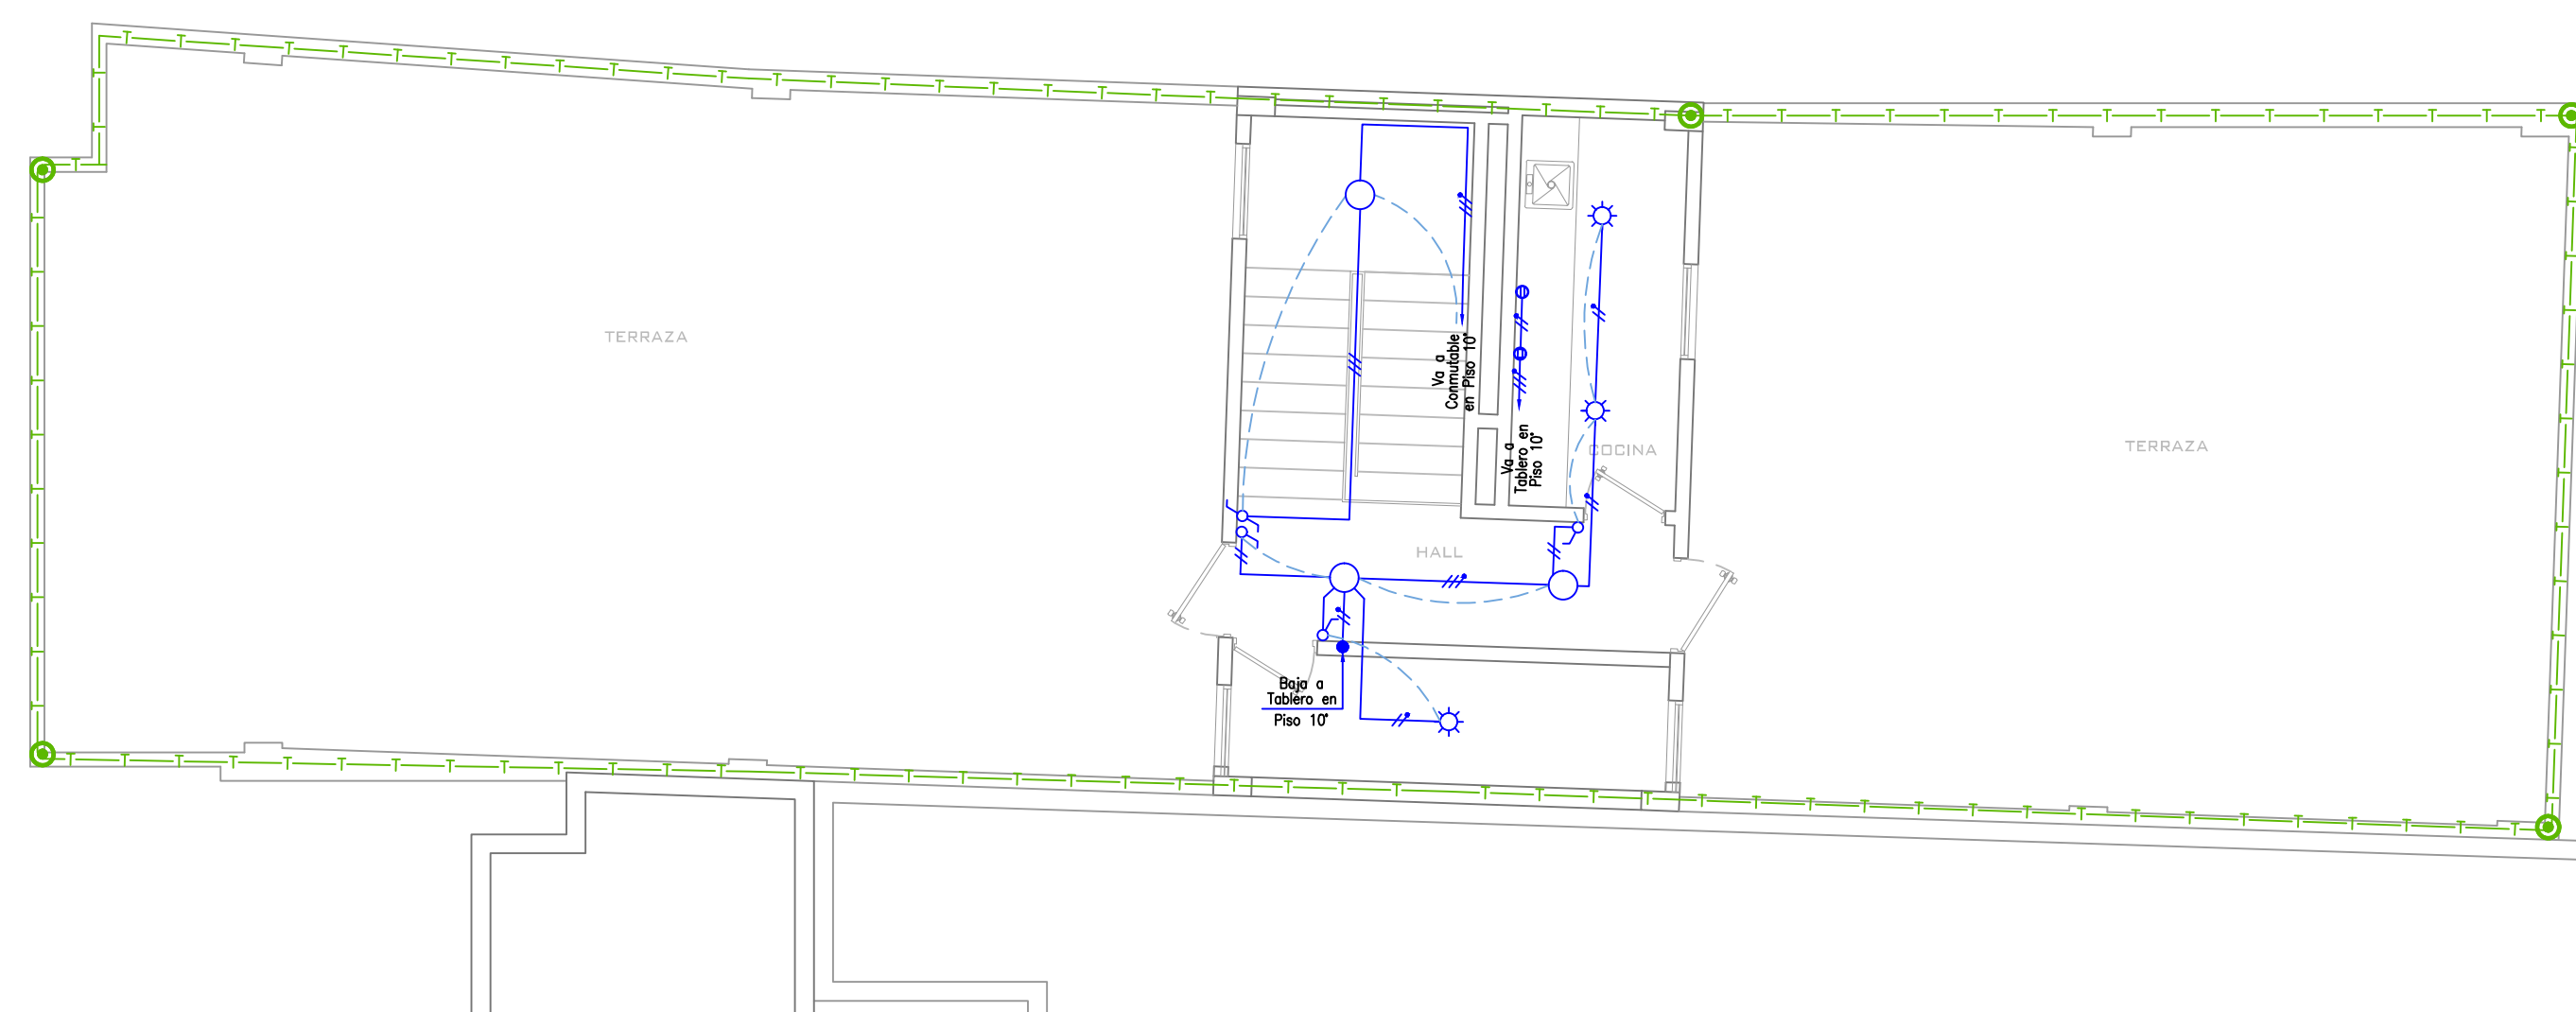 TERRAZA
Va a
Conmutable
en Piso 10°
Va a
Tablero en
Piso 10°
COCINA
TERRAZA
HALL
Baja a
Tablero en
Piso 10°